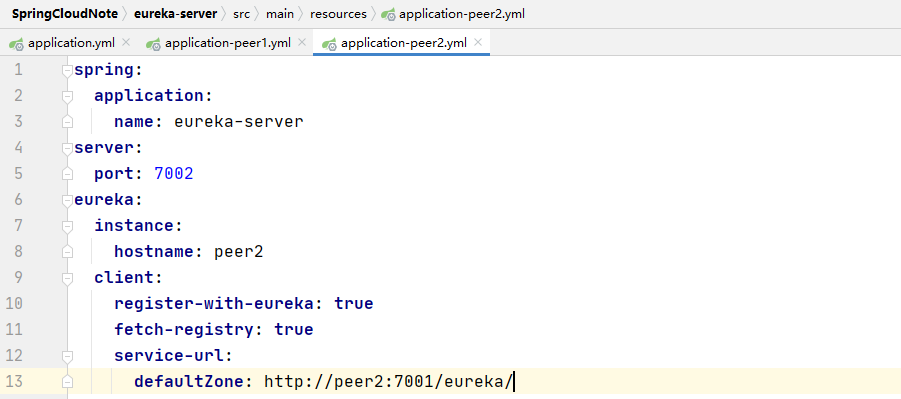 SpringCloudNote eureka-server src main resources application-peer2.yml
application.yml application-peer1.yml application-peer2.yml
1 spring:
2 application:
3 name: eureka-server
4 server:
5 port: 7002
6 eureka:
7 instance:
8 hostname: peer2
9 client:
10 register-with-eureka: true
11 fetch-registry: true
12 service-url:
13 defaultZone: http://peer2:7001/eureka/